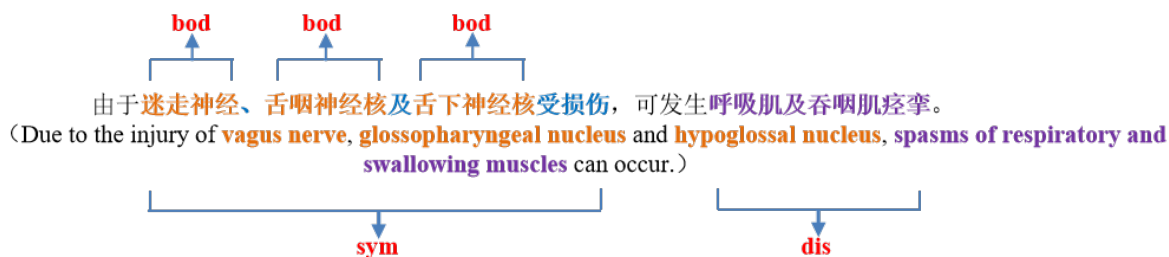 bod bod bod
由于迷走神经、舌咽神经核及舌下神经核受损伤，可发生呼吸肌及吞咽肌痉挛。
（Due to the injury of vagus nerve, glossopharyngeal nucleus and hypoglossal nucleus, spasms of respiratory and
swallowing muscles can occur.）
sym dis